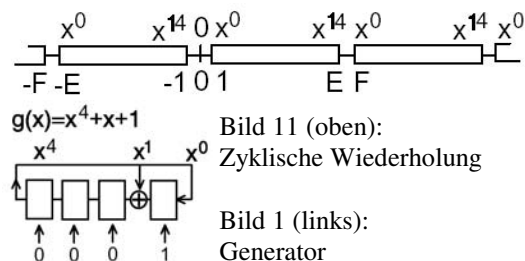 x⁰ x¹⁴ 0 x⁰ x¹⁴ x⁰ x¹⁴ x⁰
-F -E -1 0 1 E F
g(x)=x⁴+x+1
x⁴ x¹ x⁰
0 0 0 1
Bild 11 (oben):
Zyklische Wiederholung
Bild 1 (links):
Generator